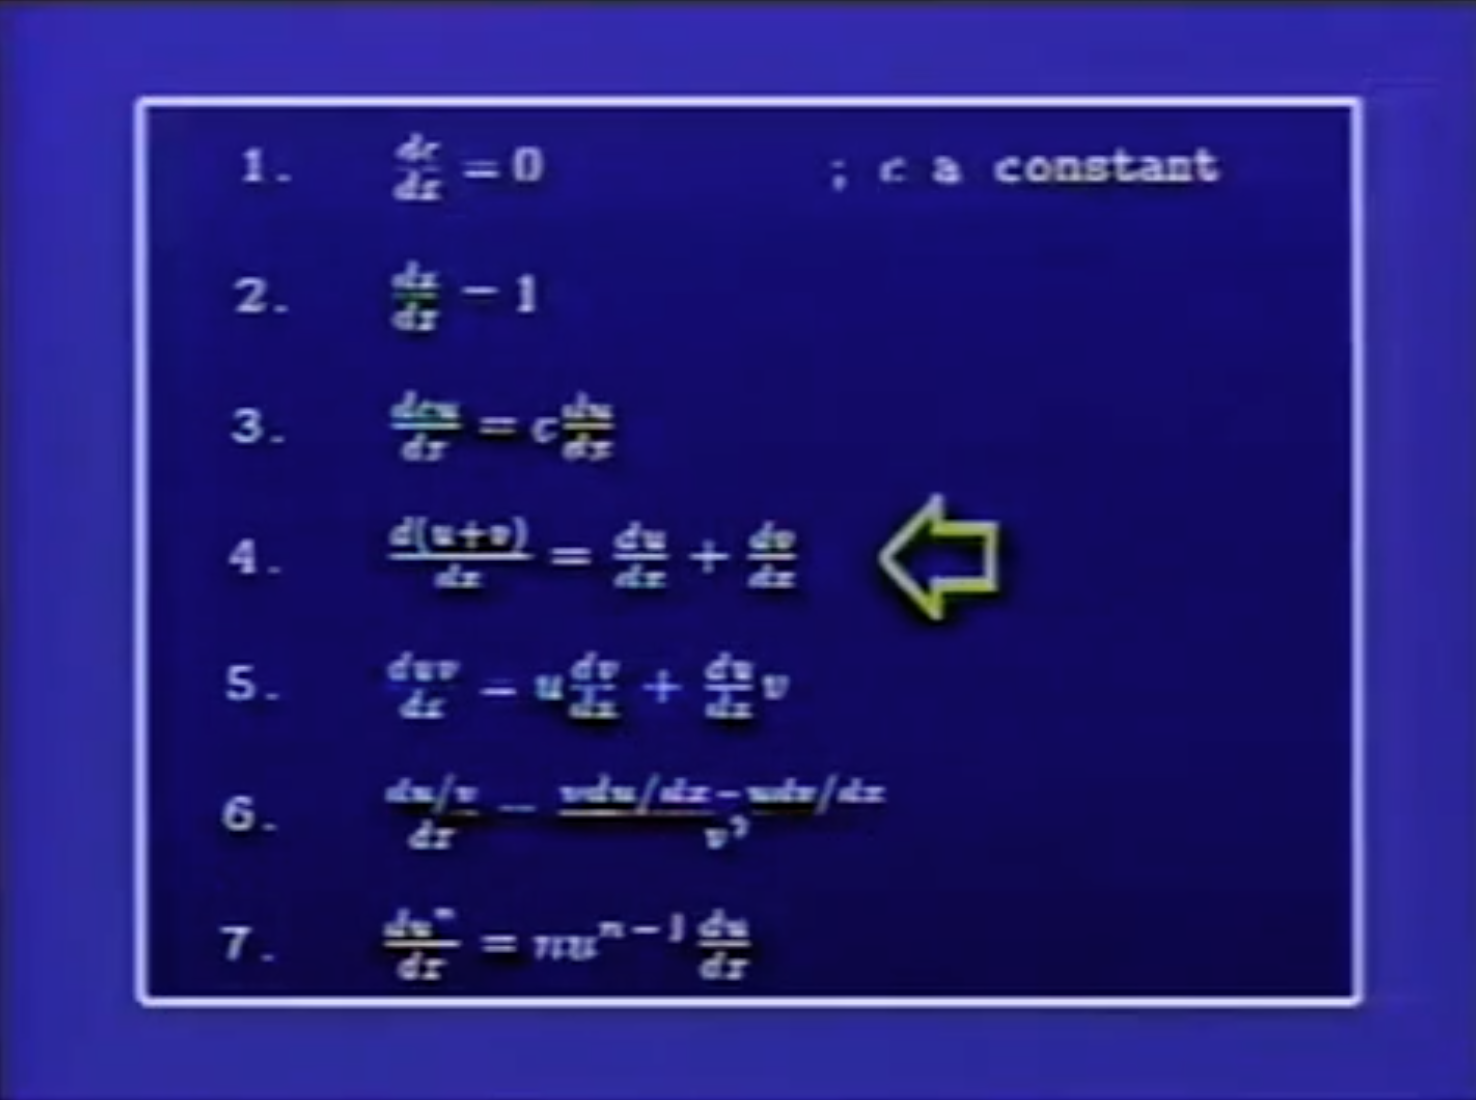 1. dc/dx = 0 ; c a constant
2. dx/dx = 1
3. dcu/dx = c du/dx
4. d(u+v)/dx = du/dx + dv/dx
5. duv/dx = u dv/dx + du/dx v
6. du/v/dx = vdu/dx-udv/dx/v²
7. duⁿ/dx = nuⁿ⁻¹ du/dx